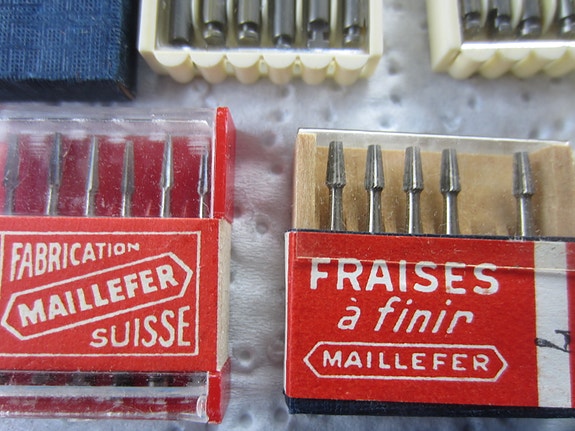 FABRICATION
MAILLEFER
SUISSE
FRAISES
à finir
MAILLEFER